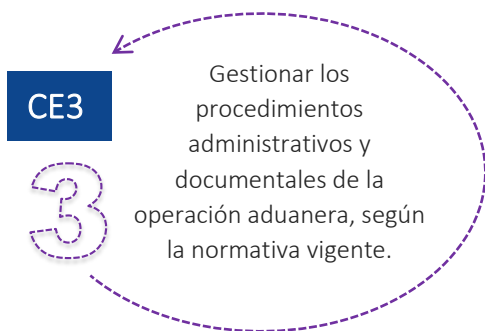 CE3
3
Gestionar los
procedimientos
administrativos y
documentales de la
operación aduanera, según
la normativa vigente.